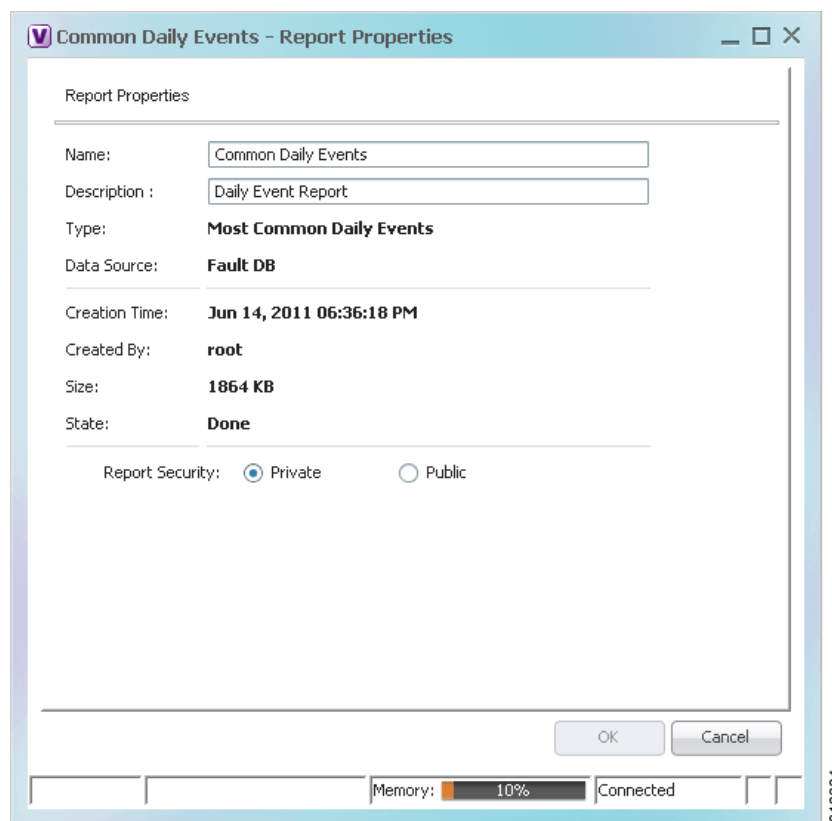 V Common Daily Events - Report Properties
Report Properties
Name: Common Daily Events
Description : Daily Event Report
Type: Most Common Daily Events
Data Source: Fault DB
Creation Time: Jun 14, 2011 06:36:18 PM
Created By: root
Size: 1864 KB
State: Done
Report Security: Private Public
OK Cancel
Memory: 10% Connected